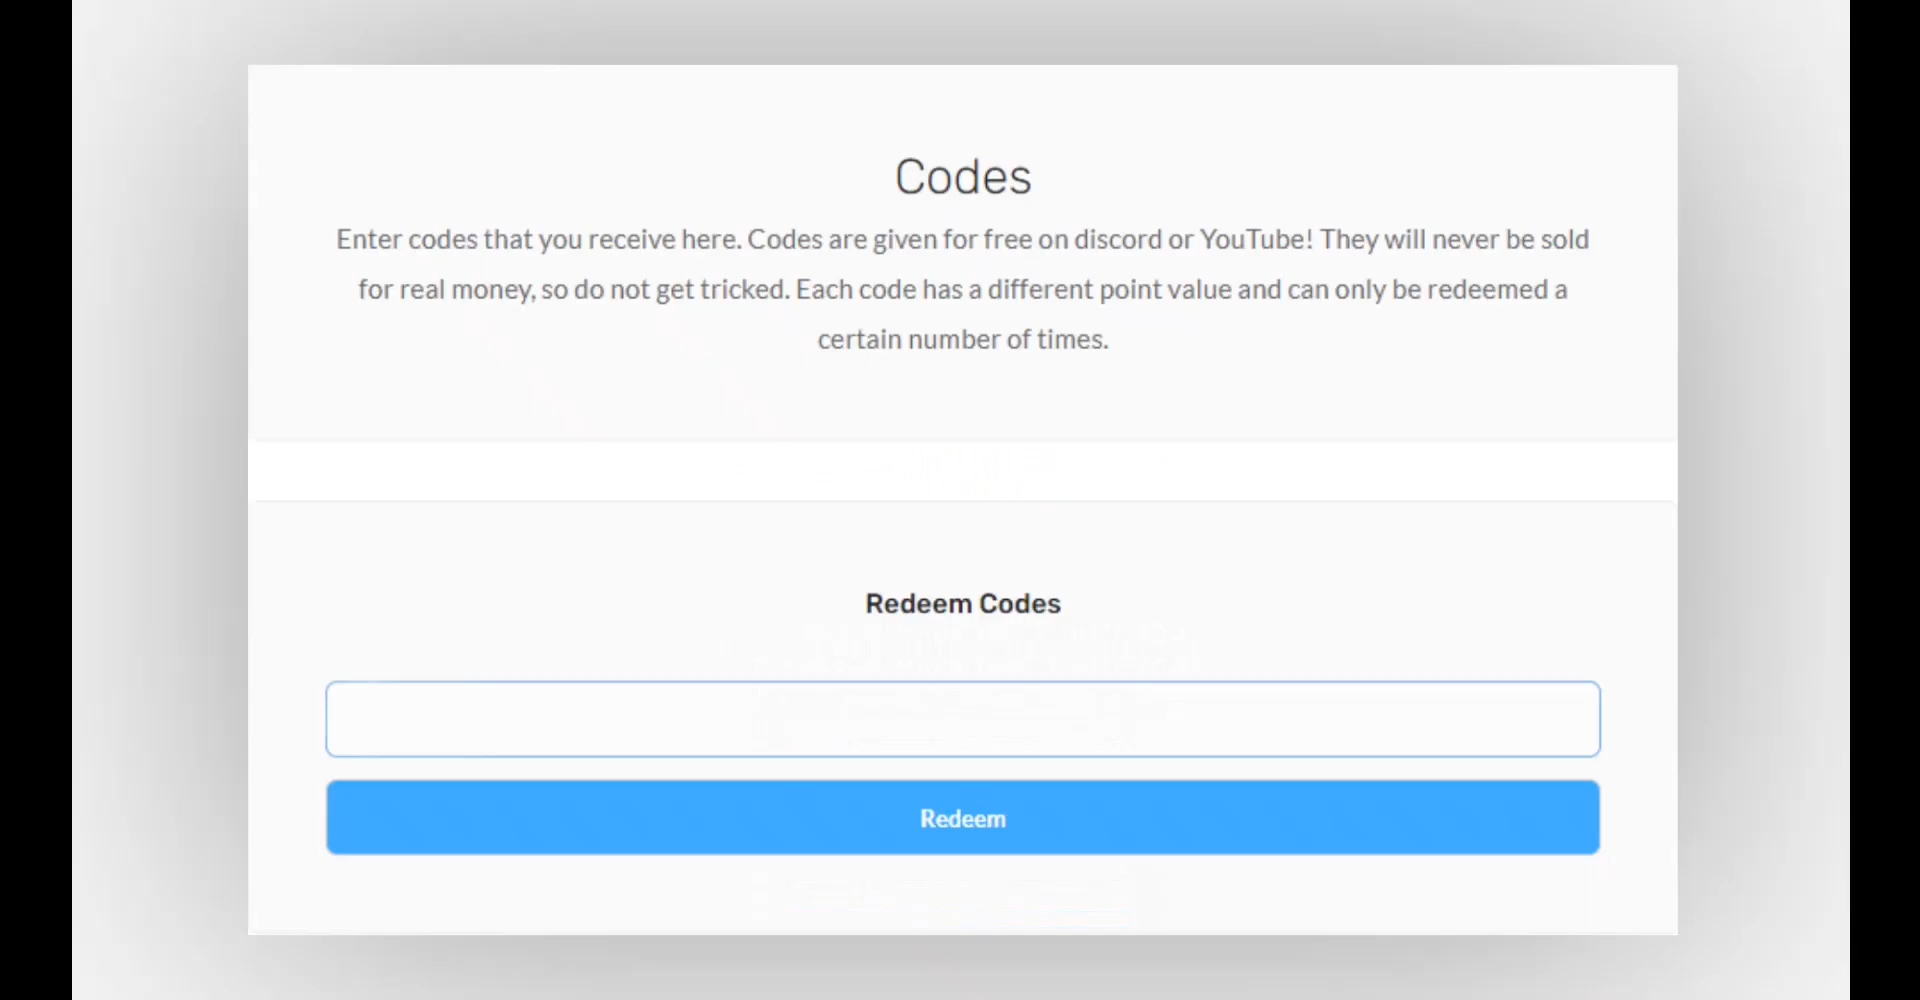 Codes
Enter codes that you receive here. Codes are given for free on discord or YouTube! They will never be sold
for real money, so do not get tricked. Each code has a different point value and can only be redeemed a
certain number of times.
Redeem Codes
Redeem